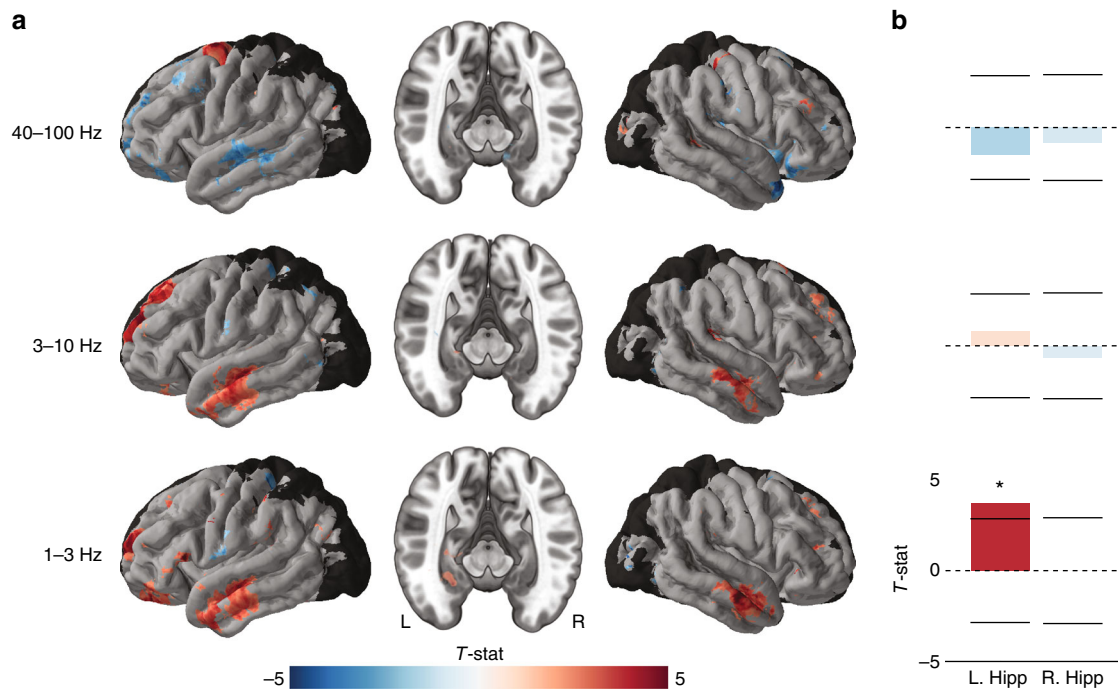 a
b
40–100 Hz
3–10 Hz
1–3 Hz
L
R
T-stat
–5
5
5
*
0
–5
T-stat
L. Hipp R. Hipp